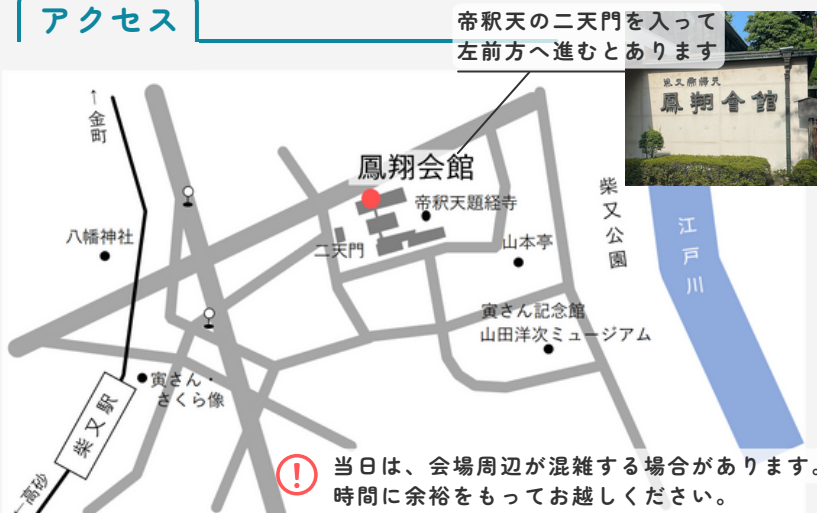 アクセス
帝釈天の二天門を入って
左前方へ進むとあります
柴又帝釋天
鳳翔會館
←金町
鳳翔会館
帝釈天題経寺
柴又公園
江戸川
八幡神社
二天門
山本亭
寅さん記念館
山田洋次ミュージアム
寅さん・
さくら像
柴又駅
←高砂
!
当日は、会場周辺が混雑する場合があります。
時間に余裕をもってお越しください。